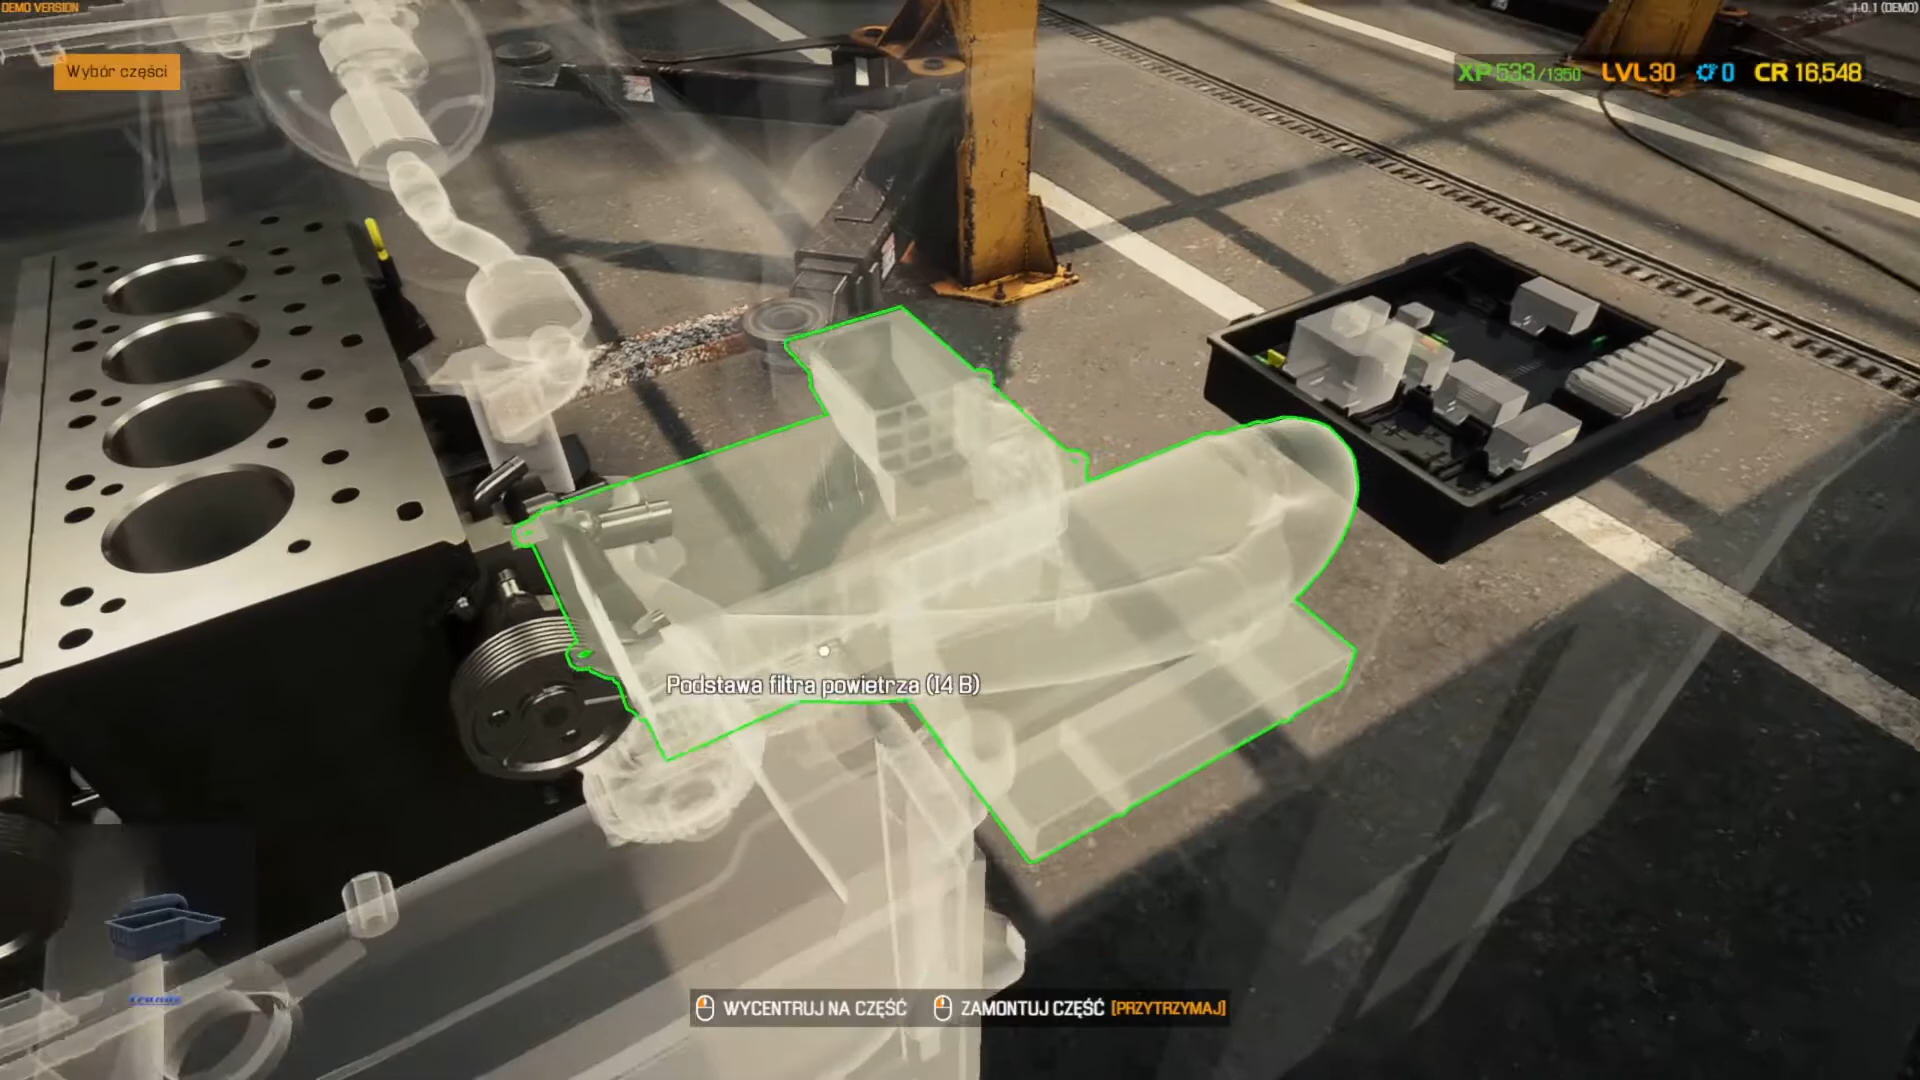 DEMO VERSION
1.0.1 (DEMO)
Wybór części
XP 533/1350 LVL30 0 CR 16,548
Podstawa filtra powietrza (I4 B)
WYCENTRUJ NA CZĘŚĆ ZAMONTUJ CZĘŚĆ [PRZYTRZYMAJ]